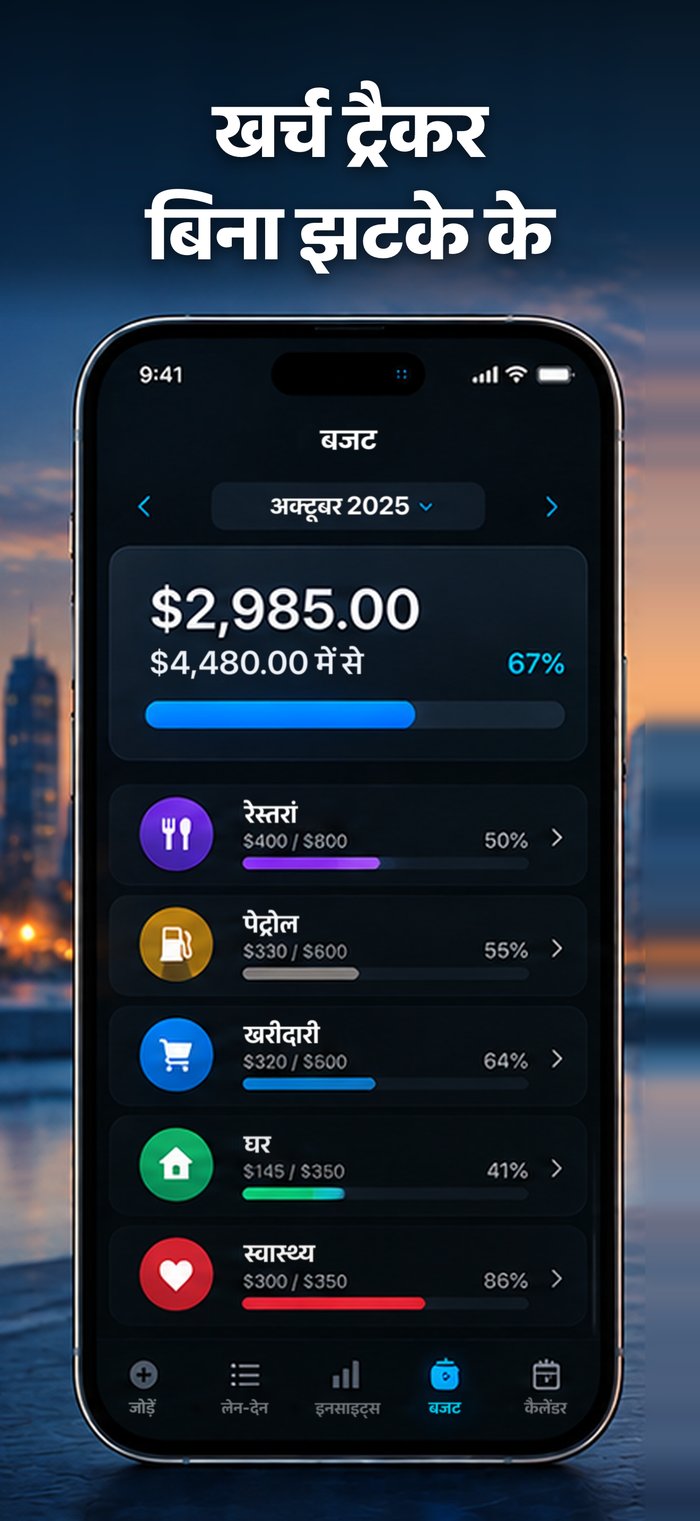 खर्च ट्रैकर
बिना झटके के
9:41
बजट
अक्टूबर 2025
$2,985.00
$4,480.00 में से
67%
रेस्तरां
$400 / $800
50%
पेट्रोल
$330 / $600
55%
खरीदारी
$320 / $600
64%
घर
$145 / $350
41%
स्वास्थ्य
$300 / $350
86%
जोड़ें
लेन-देन
इनसाइट्स
बजट
कैलेंडर